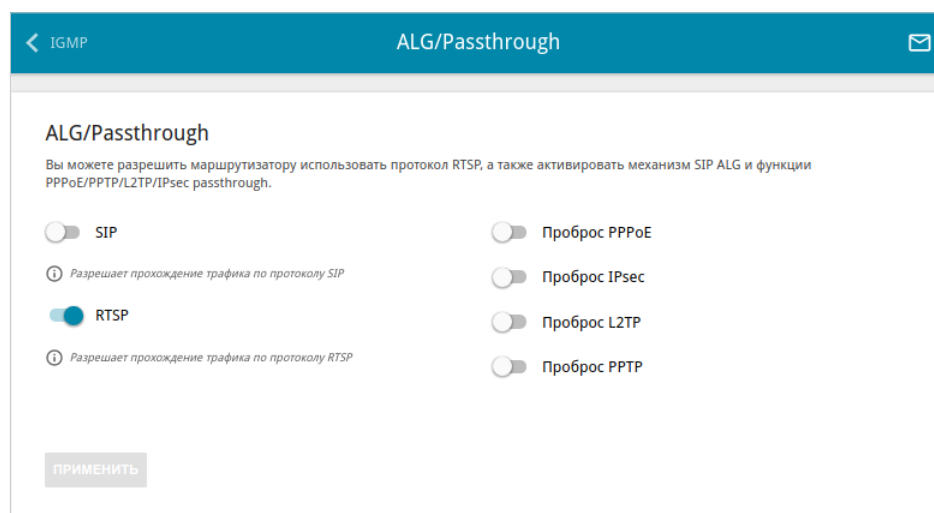 IGMP
ALG/Passthrough
ALG/Passthrough
Вы можете разрешить маршрутизатору использовать протокол RTSP, а также активировать механизм SIP ALG и функции
PPPoE/PPTP/L2TP/IPsec passthrough.
SIP
Разрешает прохождение трафика по протоколу SIP
RTSP
Разрешает прохождение трафика по протоколу RTSP
Проброс PPPoE
Проброс IPsec
Проброс L2TP
Проброс PPTP
ПРИМЕНИТЬ